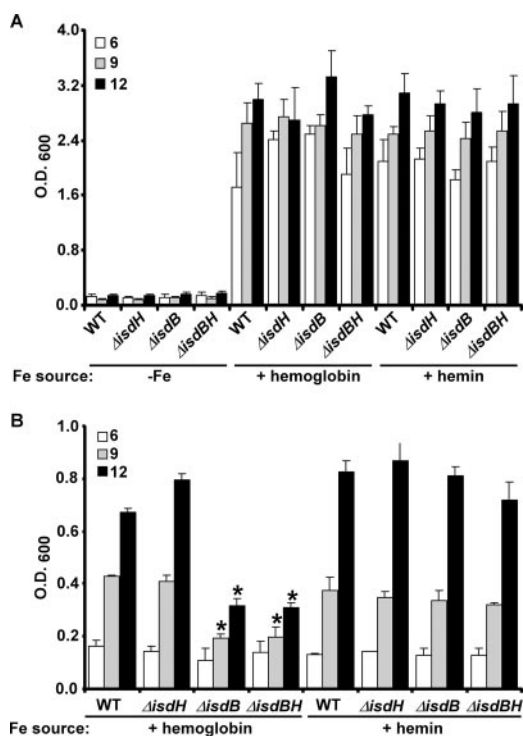 A
6
9
12
4.0
3.2
2.4
1.6
0.8
0.0
O.D. 600
WT ΔisdH ΔisdB ΔisdBH WT ΔisdH ΔisdB ΔisdBH WT ΔisdH ΔisdB ΔisdBH
Fe source: -Fe + hemoglobin + hemin
B
6
9
12
1.0
0.8
0.6
0.4
0.2
0.0
O.D. 600
* * * *
WT ΔisdH ΔisdB ΔisdBH WT ΔisdH ΔisdB ΔisdBH
Fe source: + hemoglobin + hemin